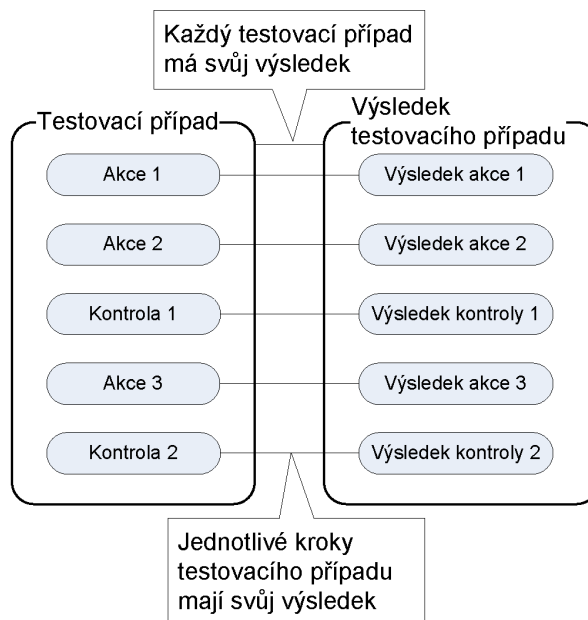 Každý testovací případ
má svůj výsledek
Testovací případ
Výsledek
testovacího případu
Akce 1
Výsledek akce 1
Akce 2
Výsledek akce 2
Kontrola 1
Výsledek kontroly 1
Akce 3
Výsledek akce 3
Kontrola 2
Výsledek kontroly 2
Jednotlivé kroky
testovacího případu
mají svůj výsledek